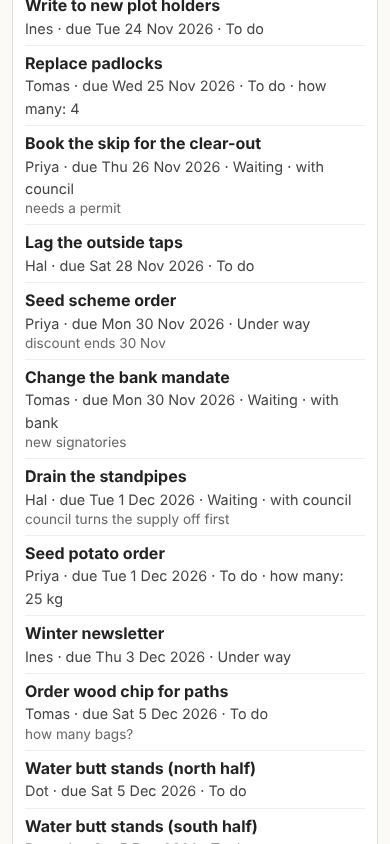 Write to new plot holders
Ines · due Tue 24 Nov 2026 · To do
Replace padlocks
Tomas · due Wed 25 Nov 2026 · To do · how
many: 4
Book the skip for the clear-out
Priya · due Thu 26 Nov 2026 · Waiting · with
council
needs a permit
Lag the outside taps
Hal · due Sat 28 Nov 2026 · To do
Seed scheme order
Priya · due Mon 30 Nov 2026 · Under way
discount ends 30 Nov
Change the bank mandate
Tomas · due Mon 30 Nov 2026 · Waiting · with
bank
new signatories
Drain the standpipes
Hal · due Tue 1 Dec 2026 · Waiting · with council
council turns the supply off first
Seed potato order
Priya · due Tue 1 Dec 2026 · To do · how many:
25 kg
Winter newsletter
Ines · due Thu 3 Dec 2026 · Under way
Order wood chip for paths
Tomas · due Sat 5 Dec 2026 · To do
how many bags?
Water butt stands (north half)
Dot · due Sat 5 Dec 2026 · To do
Water butt stands (south half)